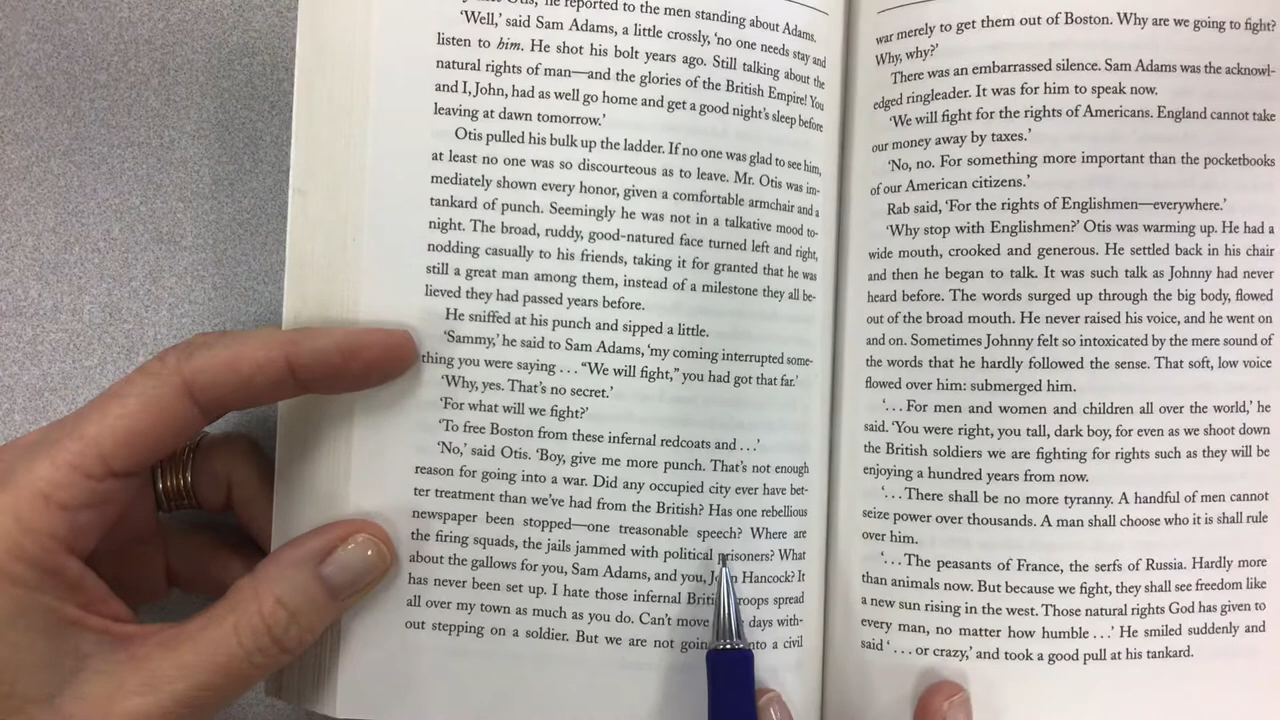 Otis,' he reported to the men standing about Adams.
'Well,' said Sam Adams, a little crossly, 'no one needs stay and
listen to him. He shot his bolt years ago. Still talking about the
natural rights of man—and the glories of the British Empire! You
and I, John, had as well go home and get a good night's sleep before
leaving at dawn tomorrow.'
Otis pulled his bulk up the ladder. If no one was glad to see him,
at least no one was so discourteous as to leave. Mr. Otis was im-
mediately shown every honor, given a comfortable armchair and a
tankard of punch. Seemingly he was not in a talkative mood to-
night. The broad, ruddy, good-natured face turned left and right,
nodding casually to his friends, taking it for granted that he was
still a great man among them, instead of a milestone they all be-
lieved they had passed years before.
He sniffed at his punch and sipped a little.
'Sammy,' he said to Sam Adams, 'my coming interrupted some-
thing you were saying . . . "We will fight," you had got that far.'
'Why, yes. That's no secret.'
'For what will we fight?'
'To free Boston from these infernal redcoats and . . .'
'No,' said Otis. 'Boy, give me more punch. That's not enough
reason for going into a war. Did any occupied city ever have bet-
ter treatment than we've had from the British? Has one rebellious
newspaper been stopped—one treasonable speech? Where are
the firing squads, the jails jammed with political prisoners? What
about the gallows for you, Sam Adams, and you, John Hancock? It
has never been set up. I hate those infernal British troops spread
all over my town as much as you do. Can't move days with-
out stepping on a soldier. But we are not going into a civil
war merely to get them out of Boston. Why are we going to fight?
Why, why?'
There was an embarrassed silence. Sam Adams was the acknowl-
edged ringleader. It was for him to speak now.
'We will fight for the rights of Americans. England cannot take
our money away by taxes.'
'No, no. For something more important than the pocketbooks
of our American citizens.'
Rab said, 'For the rights of Englishmen—everywhere.'
'Why stop with Englishmen?' Otis was warming up. He had a
wide mouth, crooked and generous. He settled back in his chair
and then he began to talk. It was such talk as Johnny had never
heard before. The words surged up through the big body, flowed
out of the broad mouth. He never raised his voice, and he went on
and on. Sometimes Johnny felt so intoxicated by the mere sound of
the words that he hardly followed the sense. That soft, low voice
flowed over him: submerged him.
'. . . For men and women and children all over the world,' he
said. 'You were right, you tall, dark boy, for even as we shoot down
the British soldiers we are fighting for rights such as they will be
enjoying a hundred years from now.
'. . . There shall be no more tyranny. A handful of men cannot
seize power over thousands. A man shall choose who it is shall rule
over him.
'. . . The peasants of France, the serfs of Russia. Hardly more
than animals now. But because we fight, they shall see freedom like
a new sun rising in the west. Those natural rights God has given to
every man, no matter how humble . . .' He smiled suddenly and
said ' . . . or crazy,' and took a good pull at his tankard.